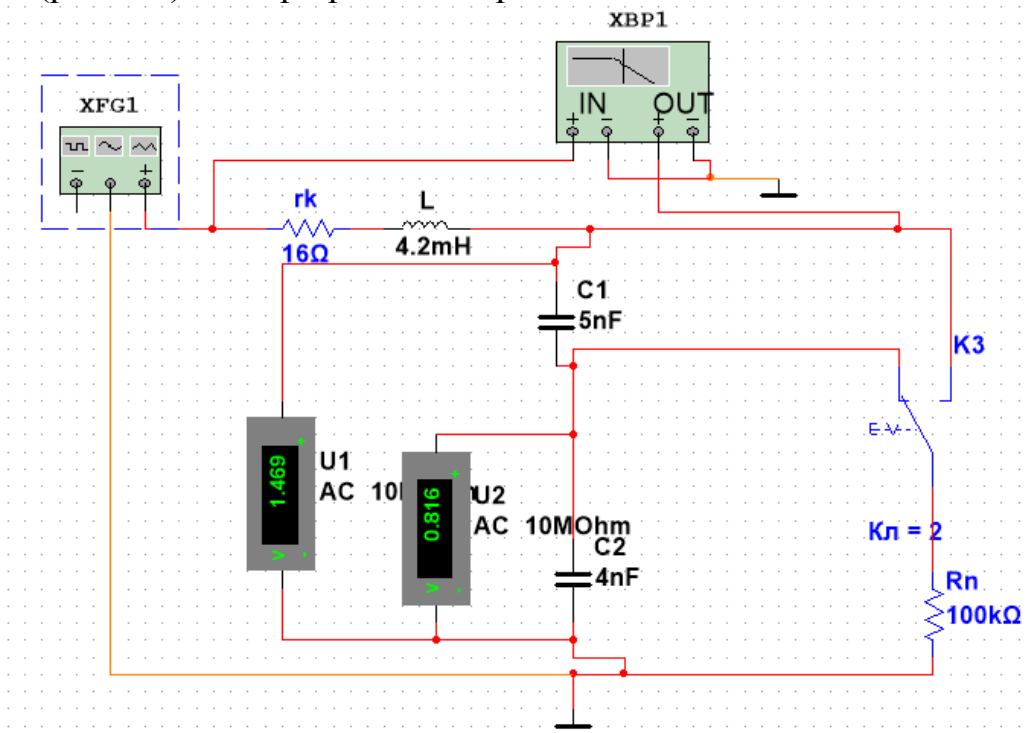 XBP1
XFG1
IN OUT
+ - + -
- +
rk
16Ω
L
4.2mH
C1
5nF
K3
1.469
U1
AC 10
0.816
U2
AC 10MOhm
C2
4nF
Кл = 2
Rn
100kΩ